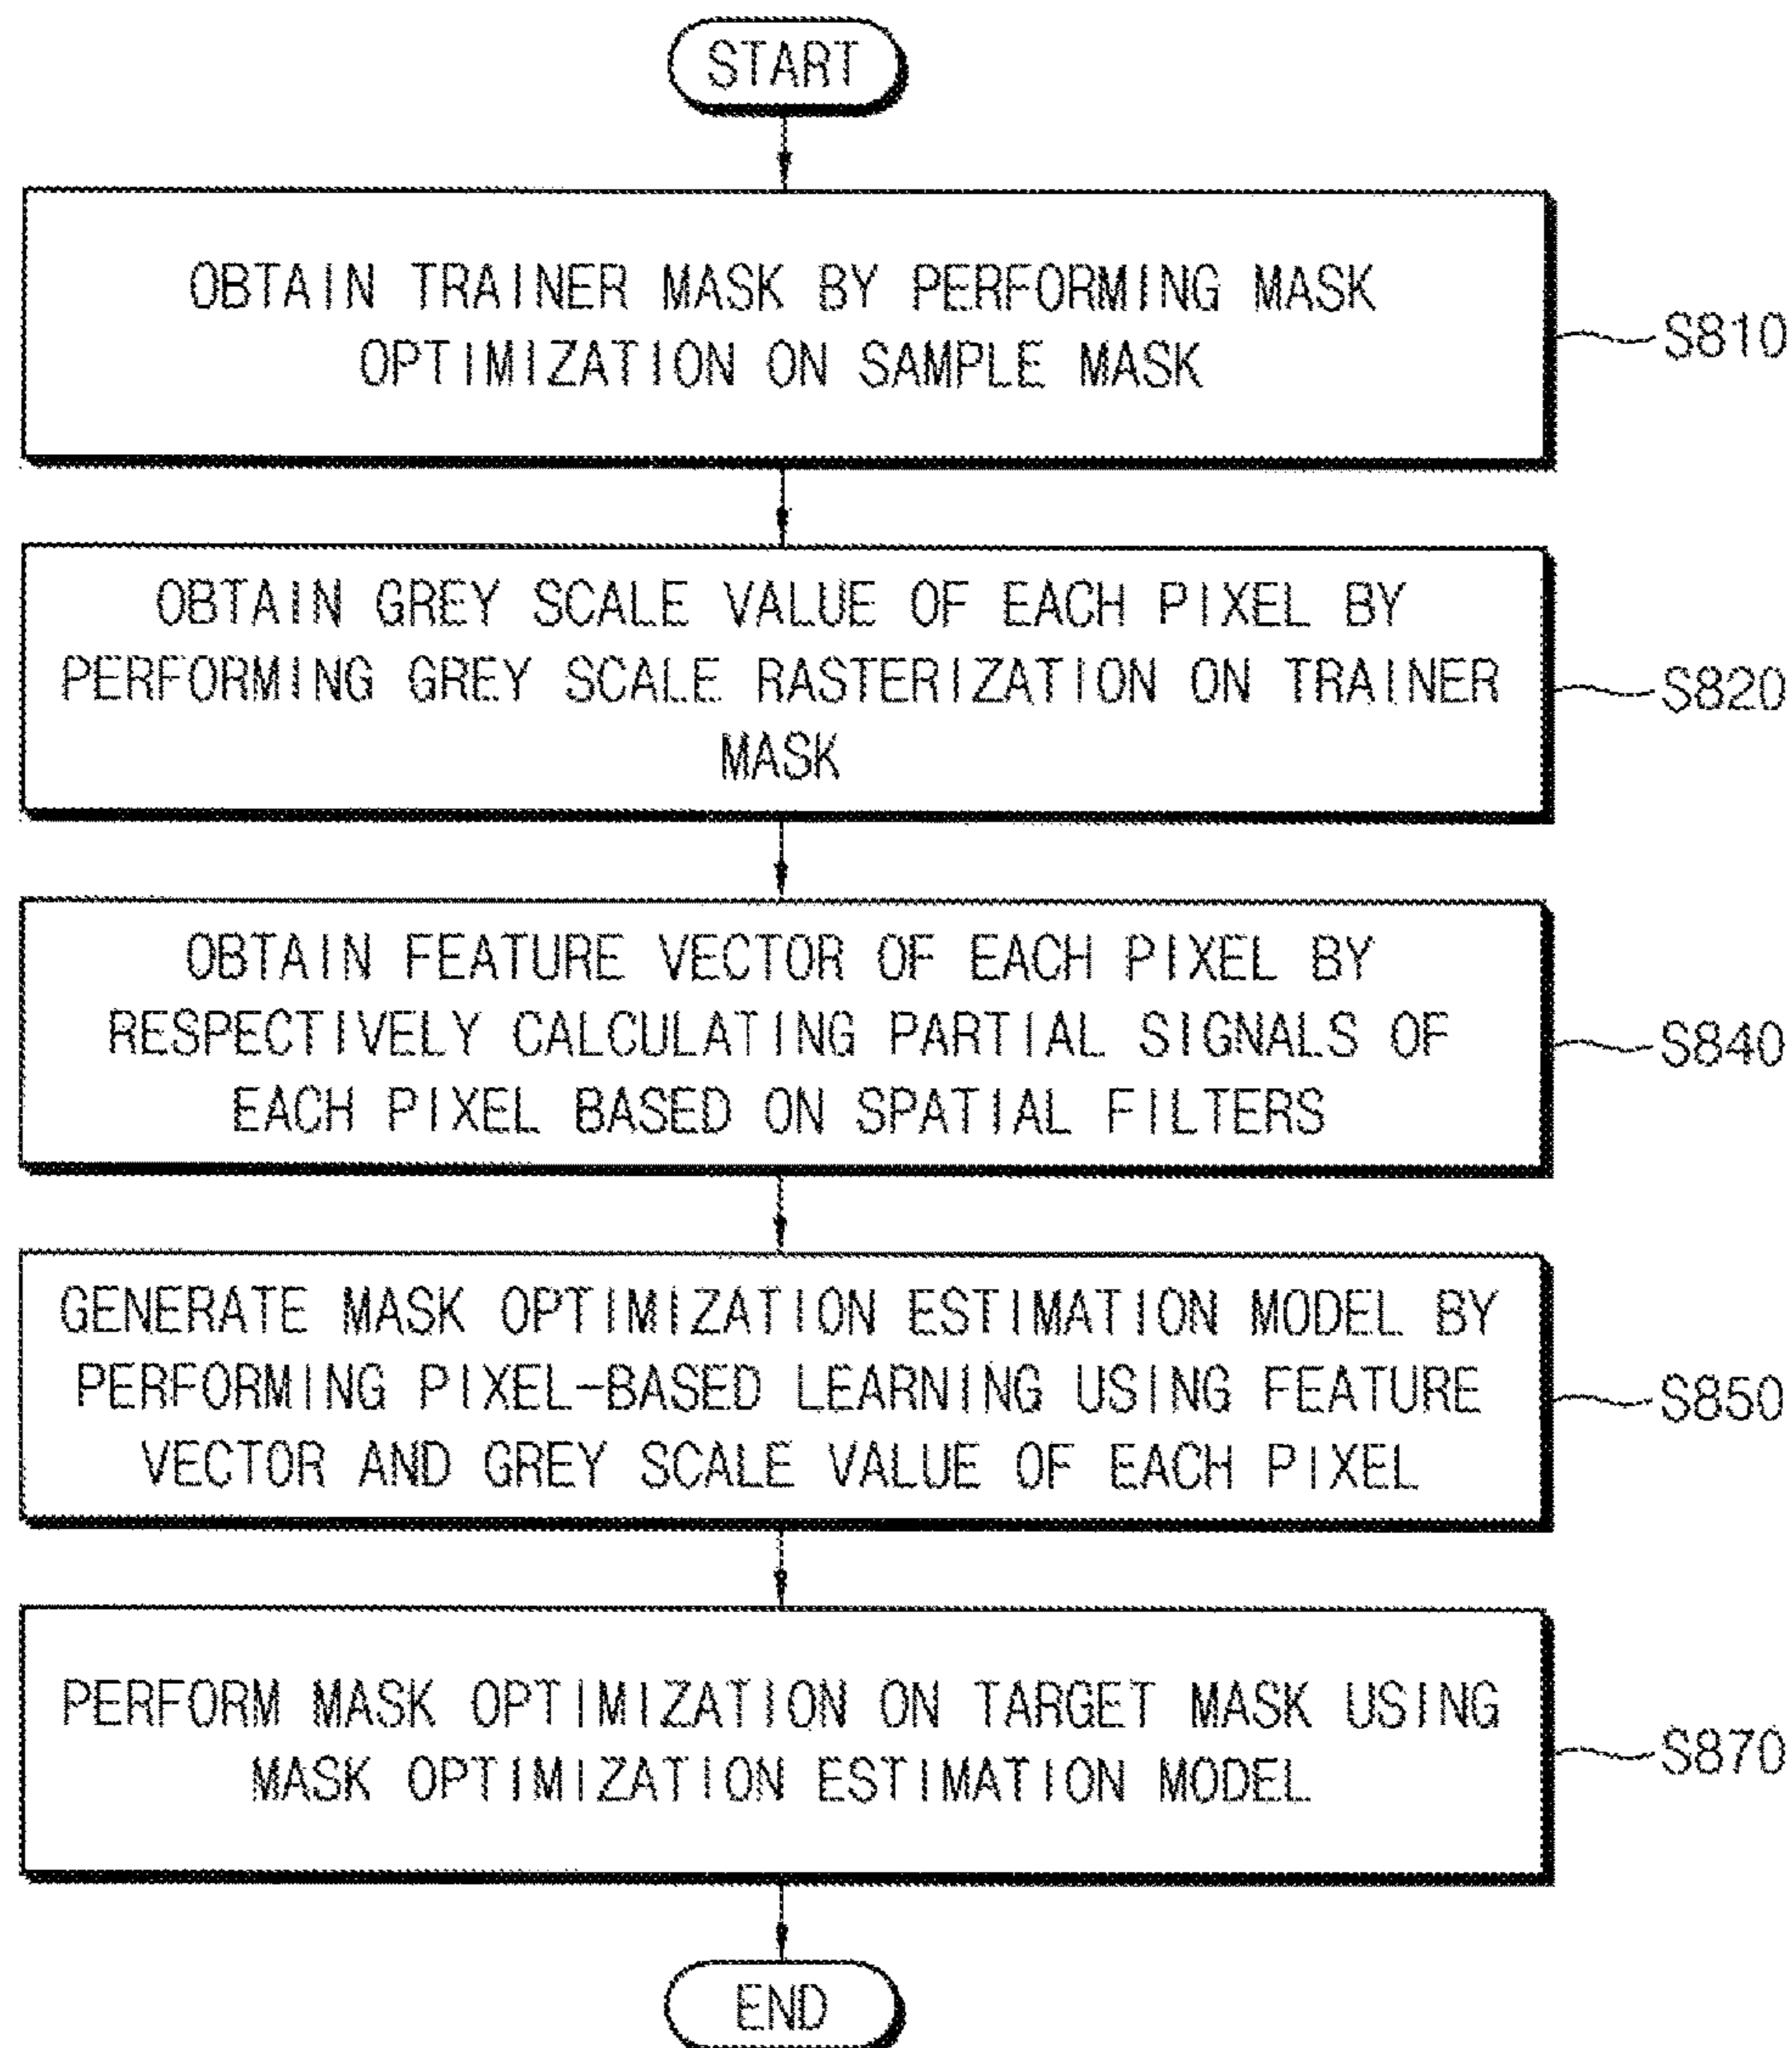 START
OBTAIN TRAINER MASK BY PERFORMING MASK
OPTIMIZATION ON SAMPLE MASK
S810
OBTAIN GREY SCALE VALUE OF EACH PIXEL BY
PERFORMING GREY SCALE RASTERIZATION ON TRAINER
MASK
S820
OBTAIN FEATURE VECTOR OF EACH PIXEL BY
RESPECTIVELY CALCULATING PARTIAL SIGNALS OF
EACH PIXEL BASED ON SPATIAL FILTERS
S840
GENERATE MASK OPTIMIZATION ESTIMATION MODEL BY
PERFORMING PIXEL-BASED LEARNING USING FEATURE
VECTOR AND GREY SCALE VALUE OF EACH PIXEL
S850
PERFORM MASK OPTIMIZATION ON TARGET MASK USING
MASK OPTIMIZATION ESTIMATION MODEL
S870
END